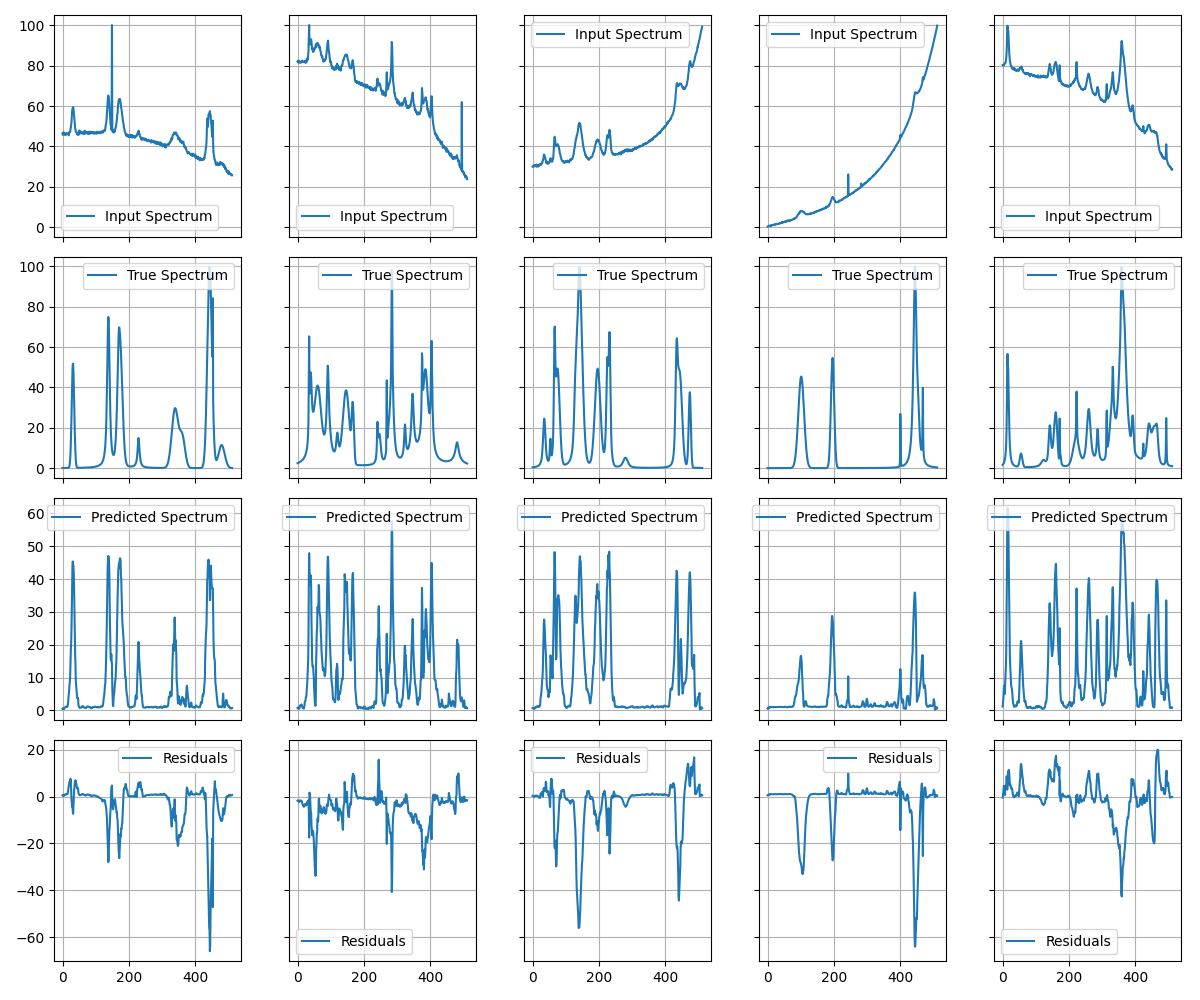 100
80
60
40
20
0
Input Spectrum
Input Spectrum
Input Spectrum
Input Spectrum
Input Spectrum
100
80
60
40
20
0
True Spectrum
True Spectrum
True Spectrum
True Spectrum
True Spectrum
60
50
40
30
20
10
0
Predicted Spectrum
Predicted Spectrum
Predicted Spectrum
Predicted Spectrum
Predicted Spectrum
20
0
−20
−40
−60
Residuals
Residuals
Residuals
Residuals
Residuals
0 200 400
0 200 400
0 200 400
0 200 400
0 200 400